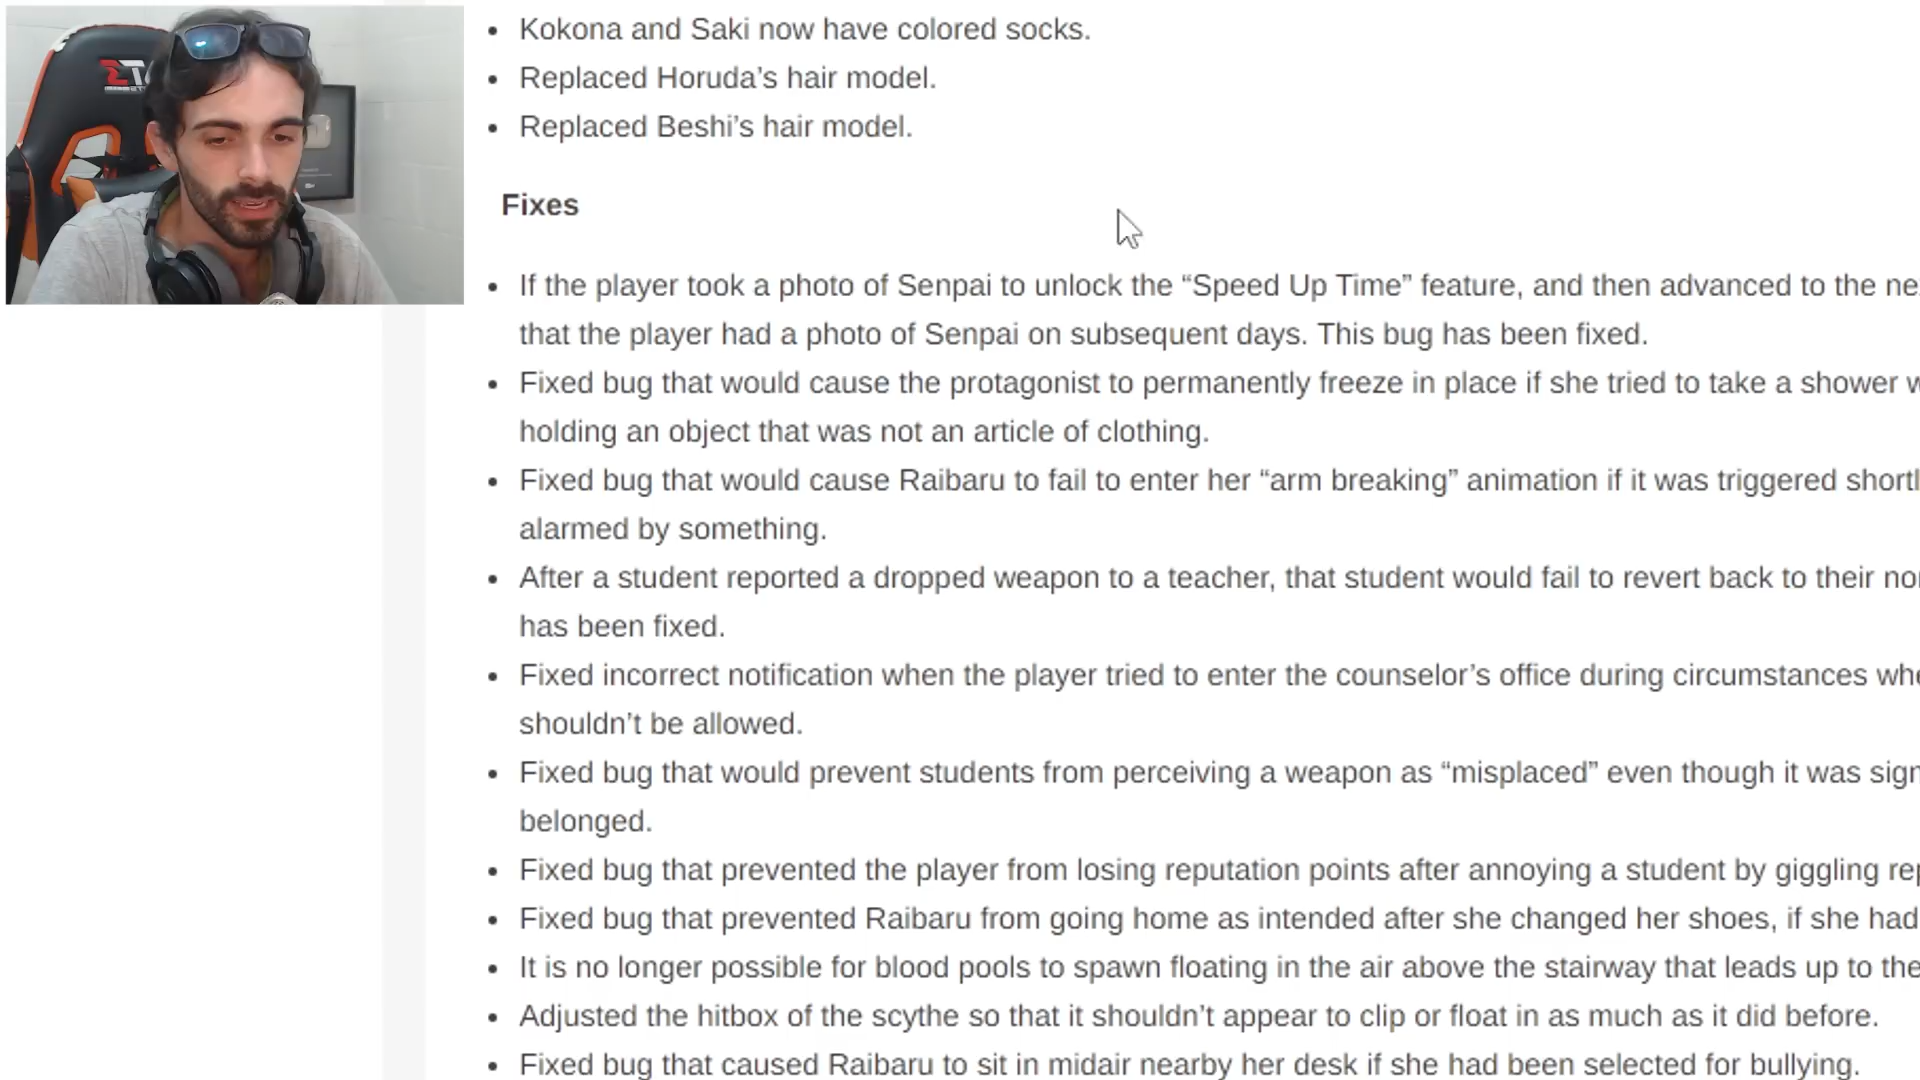 Kokona and Saki now have colored socks.
Replaced Horuda’s hair model.
Replaced Beshi’s hair model.
Fixes
If the player took a photo of Senpai to unlock the “Speed Up Time” feature, and then advanced to the
that the player had a photo of Senpai on subsequent days. This bug has been fixed.
Fixed bug that would cause the protagonist to permanently freeze in place if she tried to take a shower
holding an object that was not an article of clothing.
Fixed bug that would cause Raibaru to fail to enter her “arm breaking” animation if it was triggered
alarmed by something.
After a student reported a dropped weapon to a teacher, that student would fail to revert back to their
has been fixed.
Fixed incorrect notification when the player tried to enter the counselor’s office during circumstances
shouldn’t be allowed.
Fixed bug that would prevent students from perceiving a weapon as “misplaced” even though it was
belonged.
Fixed bug that prevented the player from losing reputation points after annoying a student by giggling
Fixed bug that prevented Raibaru from going home as intended after she changed her shoes, if she had
It is no longer possible for blood pools to spawn floating in the air above the stairway that leads up to the
Adjusted the hitbox of the scythe so that it shouldn’t appear to clip or float in as much as it did before.
Fixed bug that caused Raibaru to sit in midair nearby her desk if she had been selected for bullying.